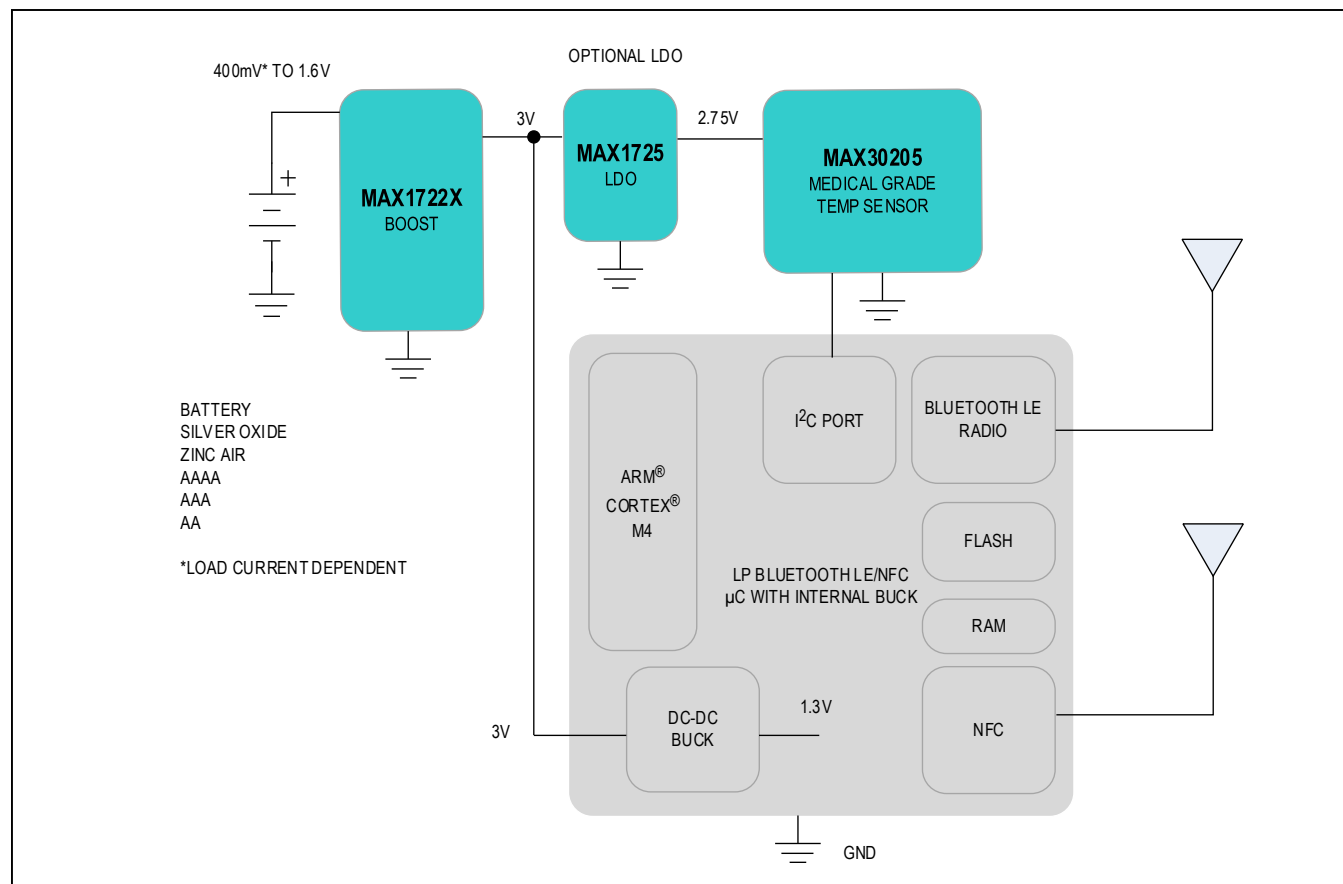 OPTIONAL LDO
400mV* TO 1.6V
3V
2.75V
+
MAX1722X
BOOST
MAX1725
LDO
MAX30205
MEDICAL GRADE
TEMP SENSOR
BATTERY
SILVER OXIDE
ZINC AIR
AAAA
AAA
AA
*LOAD CURRENT DEPENDENT
ARM®
CORTEX®
M4
I²C PORT
BLUETOOTH LE
RADIO
FLASH
LP BLUETOOTH LE/NFC
µC WITH INTERNAL BUCK
RAM
3V
DC-DC
BUCK
1.3V
NFC
GND